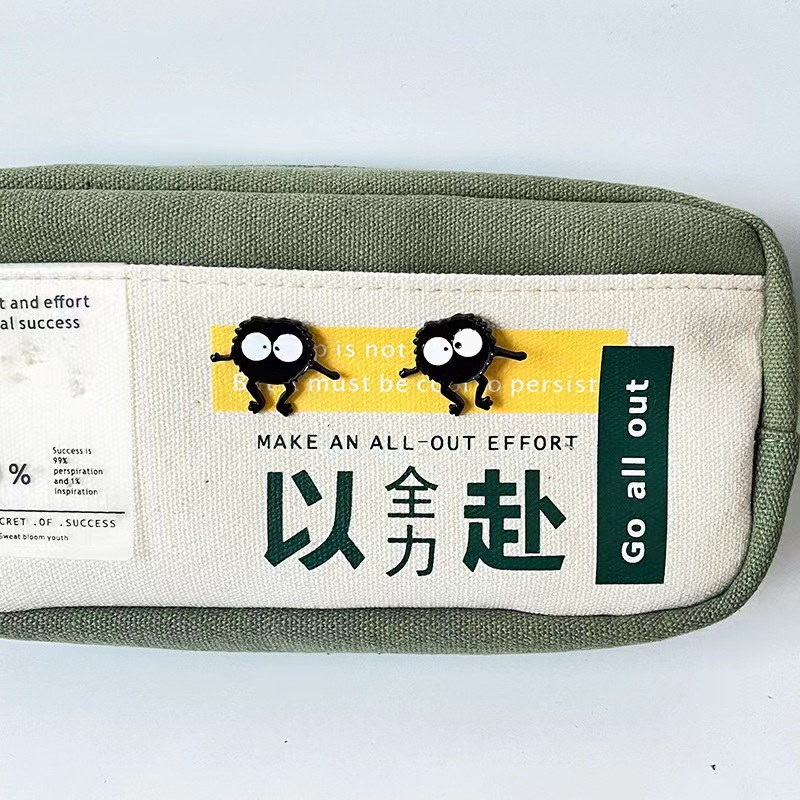 t and effort
al success
%
Success is
99%
perspiration
and 1%
inspiration
CRET .OF .SUCCESS
Sweat bloom youth
is not
must be to persist
MAKE AN ALL-OUT EFFORT
以全力赴
Go all out